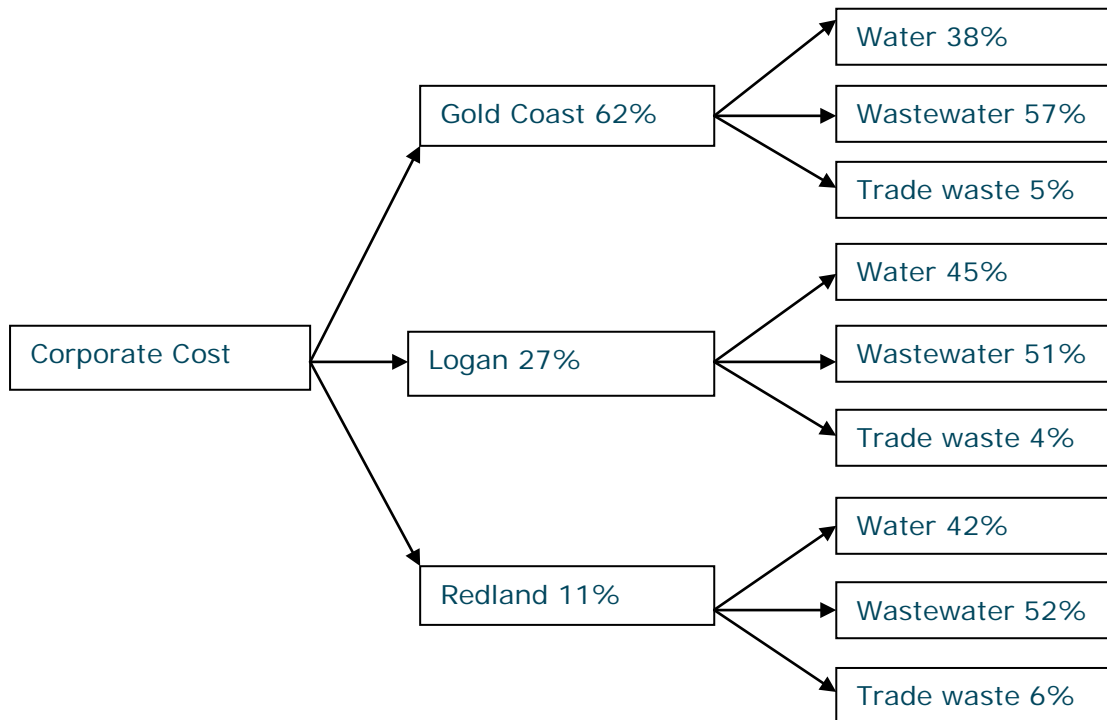 Corporate Cost
Gold Coast 62%
Water 38%
Wastewater 57%
Trade waste 5%
Logan 27%
Water 45%
Wastewater 51%
Trade waste 4%
Redland 11%
Water 42%
Wastewater 52%
Trade waste 6%